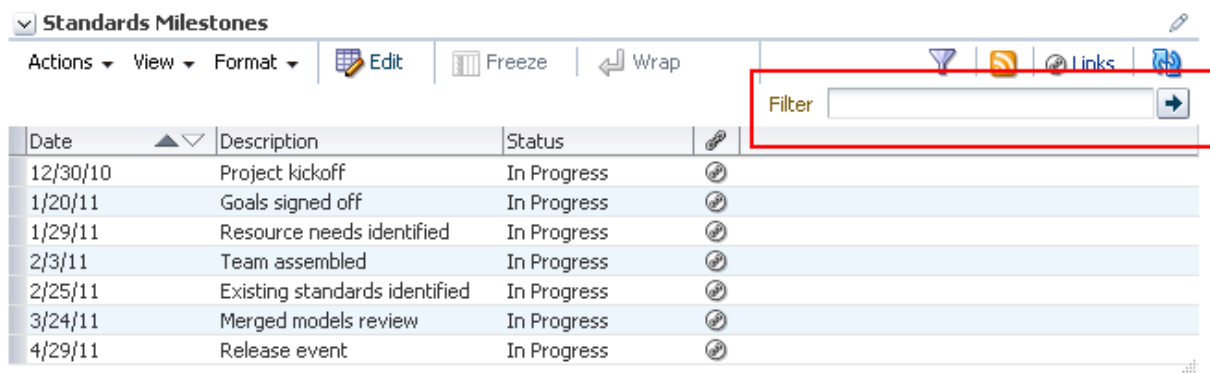 Standards Milestones
Actions View Format Edit Freeze Wrap Links
Filter
Date Description Status
12/30/10 Project kickoff In Progress
1/20/11 Goals signed off In Progress
1/29/11 Resource needs identified In Progress
2/3/11 Team assembled In Progress
2/25/11 Existing standards identified In Progress
3/24/11 Merged models review In Progress
4/29/11 Release event In Progress